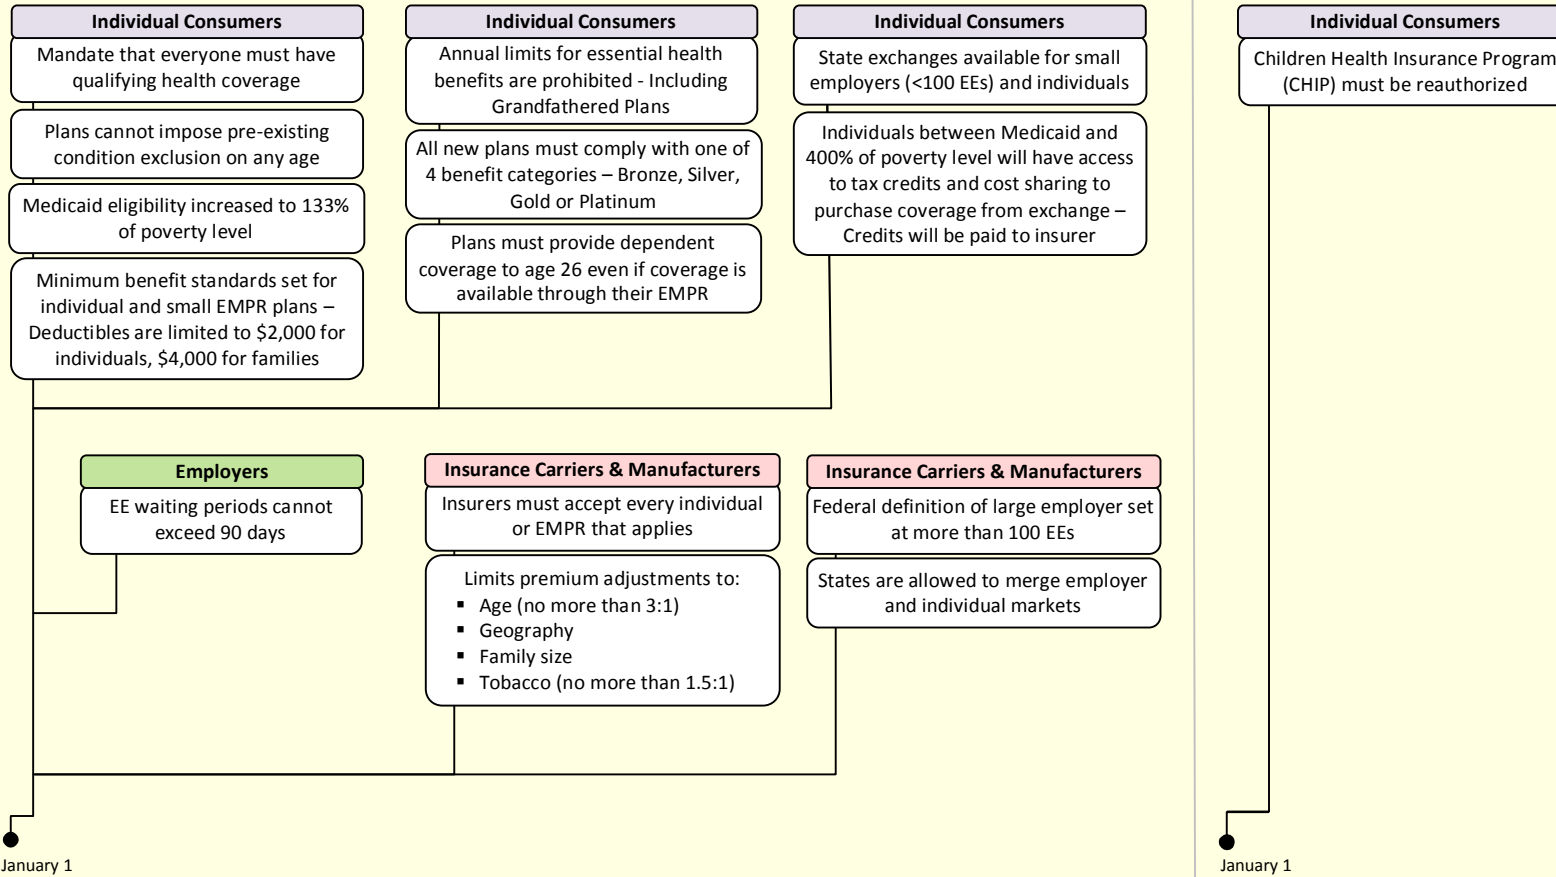 Individual Consumers
Mandate that everyone must have
qualifying health coverage
Plans cannot impose pre-existing
condition exclusion on any age
Medicaid eligibility increased to 133%
of poverty level
Minimum benefit standards set for
individual and small EMPR plans –
Deductibles are limited to $2,000 for
individuals, $4,000 for families
Individual Consumers
Annual limits for essential health
benefits are prohibited - Including
Grandfathered Plans
All new plans must comply with one of
4 benefit categories – Bronze, Silver,
Gold or Platinum
Plans must provide dependent
coverage to age 26 even if coverage is
available through their EMPR
Individual Consumers
State exchanges available for small
employers (<100 EEs) and individuals
Individuals between Medicaid and
400% of poverty level will have access
to tax credits and cost sharing to
purchase coverage from exchange –
Credits will be paid to insurer
Employers
EE waiting periods cannot
exceed 90 days
Insurance Carriers & Manufacturers
Insurers must accept every individual
or EMPR that applies
Limits premium adjustments to:
▪ Age (no more than 3:1)
▪ Geography
▪ Family size
▪ Tobacco (no more than 1.5:1)
Insurance Carriers & Manufacturers
Federal definition of large employer set
at more than 100 EEs
States are allowed to merge employer
and individual markets
January 1
Individual Consumers
Children Health Insurance Program
(CHIP) must be reauthorized
January 1